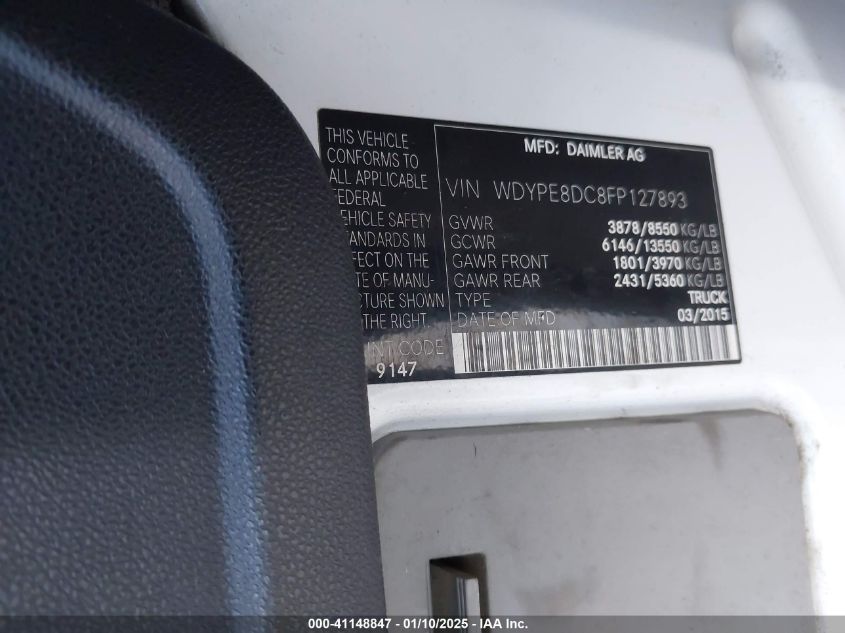 MFD: DAIMLER AG
THIS VEHICLE
CONFORMS TO
ALL APPLICABLE
FEDERAL
VEHICLE SAFETY
STANDARDS IN
EFFECT ON THE
DATE OF MANU-
FACTURE SHOWN
THE RIGHT
VIN WDYPE8DC8FP127893
GVWR 3878/8550 KG/LB
GCWR 6146/13550 KG/LB
GAWR FRONT 1801/3970 KG/LB
GAWR REAR 2431/5360 KG/LB
TYPE TRUCK
DATE OF MFD 03/2015
INT CODE
9147
000-41148847 - 01/10/2025 - IAA Inc.